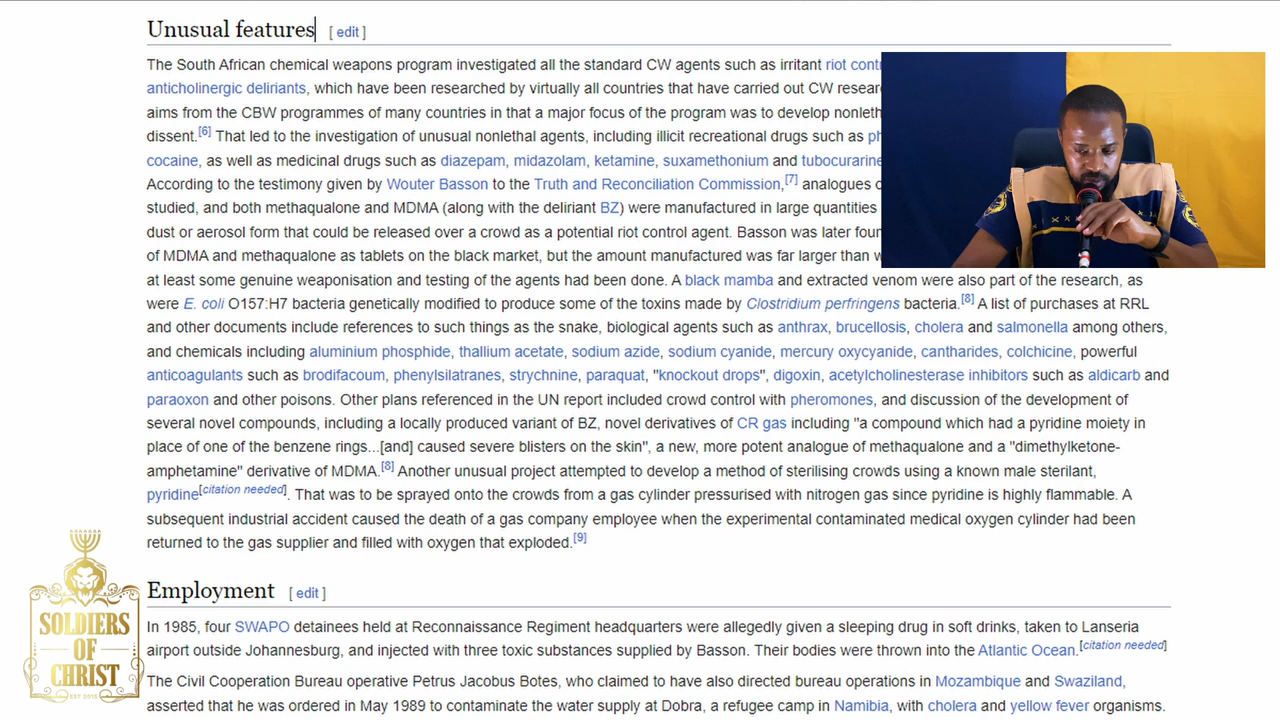 Unusual features [ edit ]
The South African chemical weapons program investigated all the standard CW agents such as irritant riot
anticholinergic deliriants, which have been researched by virtually all countries that have carried out CW
aims from the CBW programmes of many countries in that a major focus of the program was to develop
dissent.[6] That led to the investigation of unusual nonlethal agents, including illicit recreational drugs such as
cocaine, as well as medicinal drugs such as diazepam, midazolam, ketamine, suxamethonium and tubocurarine
According to the testimony given by Wouter Basson to the Truth and Reconciliation Commission,[7] analogues
studied, and both methaqualone and MDMA (along with the deliriant BZ) were manufactured in large quantities
dust or aerosol form that could be released over a crowd as a potential riot control agent. Basson was later
of MDMA and methaqualone as tablets on the black market, but the amount manufactured was far larger than
at least some genuine weaponisation and testing of the agents had been done. A black mamba and extracted venom were also part of the research, as
were E. coli O157:H7 bacteria genetically modified to produce some of the toxins made by Clostridium perfringens bacteria.[8] A list of purchases at RRL
and other documents include references to such things as the snake, biological agents such as anthrax, brucellosis, cholera and salmonella among others,
and chemicals including aluminium phosphide, thallium acetate, sodium azide, sodium cyanide, mercury oxycyanide, cantharides, colchicine, powerful
anticoagulants such as brodifacoum, phenylsilatranes, strychnine, paraquat, "knockout drops", digoxin, acetylcholinesterase inhibitors such as aldicarb and
paraoxon and other poisons. Other plans referenced in the UN report included crowd control with pheromones, and discussion of the development of
several novel compounds, including a locally produced variant of BZ, novel derivatives of CR gas including "a compound which had a pyridine moiety in
place of one of the benzene rings...[and] caused severe blisters on the skin", a new, more potent analogue of methaqualone and a "dimethylketone-
amphetamine" derivative of MDMA.[8] Another unusual project attempted to develop a method of sterilising crowds using a known male sterilant,
pyridine[citation needed]. That was to be sprayed onto the crowds from a gas cylinder pressurised with nitrogen gas since pyridine is highly flammable. A
subsequent industrial accident caused the death of a gas company employee when the experimental contaminated medical oxygen cylinder had been
returned to the gas supplier and filled with oxygen that exploded.[9]
Employment [ edit ]
In 1985, four SWAPO detainees held at Reconnaissance Regiment headquarters were allegedly given a sleeping drug in soft drinks, taken to Lanseria
airport outside Johannesburg, and injected with three toxic substances supplied by Basson. Their bodies were thrown into the Atlantic Ocean.[citation needed]
The Civil Cooperation Bureau operative Petrus Jacobus Botes, who claimed to have also directed bureau operations in Mozambique and Swaziland,
asserted that he was ordered in May 1989 to contaminate the water supply at Dobra, a refugee camp in Namibia, with cholera and yellow fever organisms.
SOLDIERS
OF
CHRIST